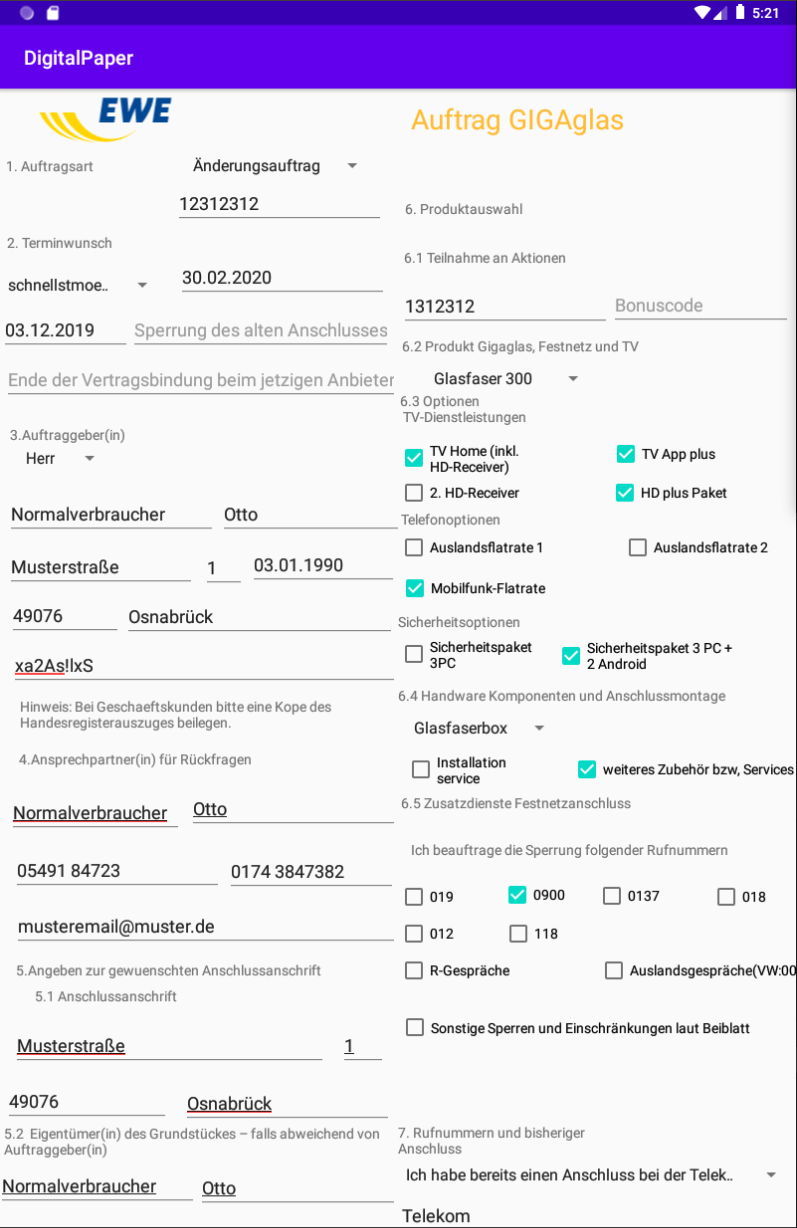 5:21
DigitalPaper
EWE
Auftrag GIGAglas
1. Auftragsart
Änderungsauftrag
12312312
2. Terminwunsch
schnellstmoe..
30.02.2020
03.12.2019
Sperrung des alten Anschlusses
Ende der Vertragsbindung beim jetzigen Anbieter
3.Auftraggeber(in)
Herr
Normalverbraucher
Otto
Musterstraße
1
03.01.1990
49076
Osnabrück
xa2As!lxS
Hinweis: Bei Geschaeftskunden bitte eine Kope des
Handesregisterauszuges beilegen.
4.Ansprechpartner(in) für Rückfragen
Normalverbraucher
Otto
05491 84723
0174 3847382
musteremail@muster.de
5.Angeben zur gewuenschten Anschlussanschrift
5.1 Anschlussanschrift
Musterstraße
1
49076
Osnabrück
5.2 Eigentümer(in) des Grundstückes – falls abweichend von
Auftraggeber(in)
Normalverbraucher
Otto
6. Produktauswahl
6.1 Teilnahme an Aktionen
1312312
Bonuscode
6.2 Produkt Gigaglas, Festnetz und TV
Glasfaser 300
6.3 Optionen
TV-Dienstleistungen
TV Home (inkl.
HD-Receiver)
TV App plus
2. HD-Receiver
HD plus Paket
Telefonoptionen
Auslandsflatrate 1
Auslandsflatrate 2
Mobilfunk-Flatrate
Sicherheitsoptionen
Sicherheitspaket
3PC
Sicherheitspaket 3 PC +
2 Android
6.4 Hardware Komponenten und Anschlussmontage
Glasfaserbox
Installation
service
weiteres Zubehör bzw, Services
6.5 Zusatzdienste Festnetzanschluss
Ich beauftrage die Sperrung folgender Rufnummern
019
0900
0137
018
012
118
R-Gespräche
Auslandsgespräche(VW:00
Sonstige Sperren und Einschränkungen laut Beiblatt
7. Rufnummern und bisheriger
Anschluss
Ich habe bereits einen Anschluss bei der Telek..
Telekom